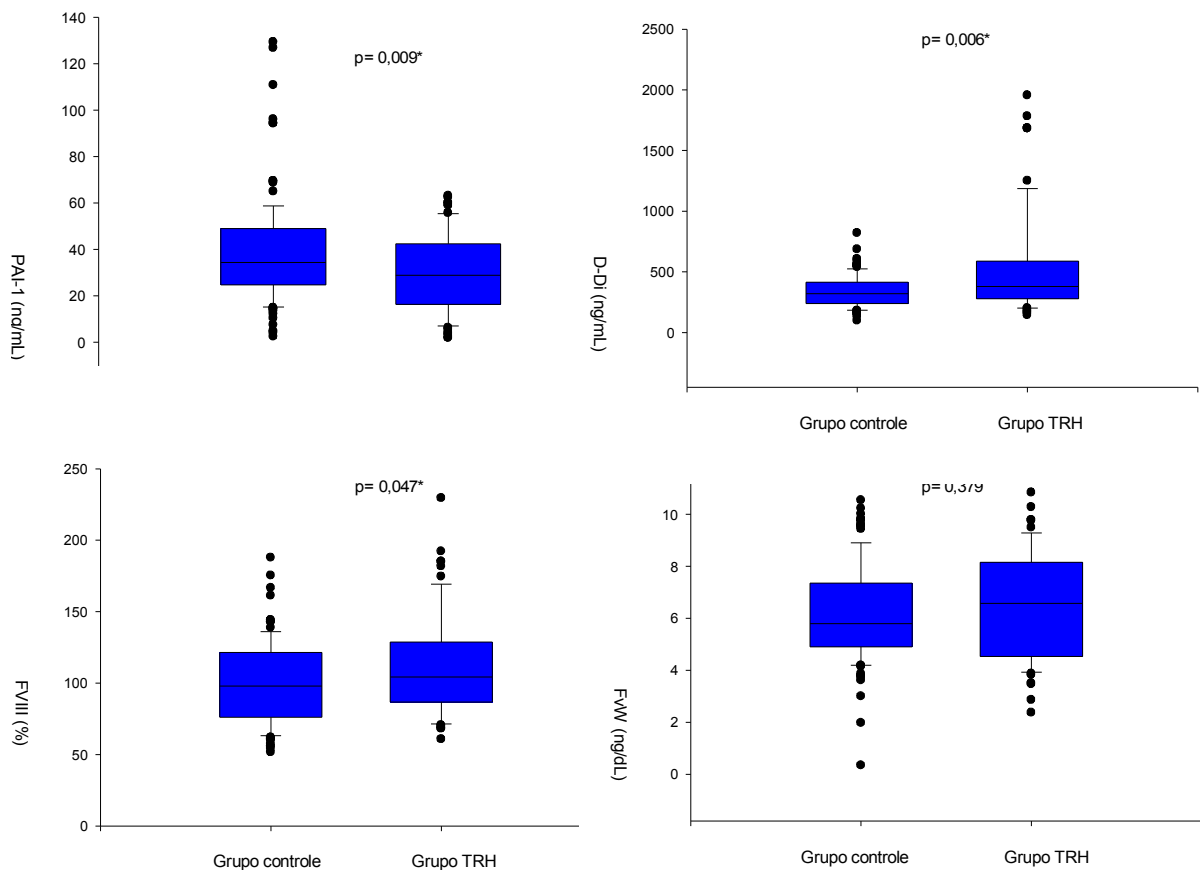 140
120
100
80
60
40
20
0
PAI-1 (ng/mL)
p= 0,009*
2500
2000
1500
1000
500
0
D-Di (ng/mL)
p= 0,006*
Grupo controle Grupo TRH
250
200
150
100
50
0
FVIII (%)
p= 0,047*
Grupo controle Grupo TRH
10
8
6
4
2
0
FvW (ng/dL)
p= 0,379
Grupo controle Grupo TRH